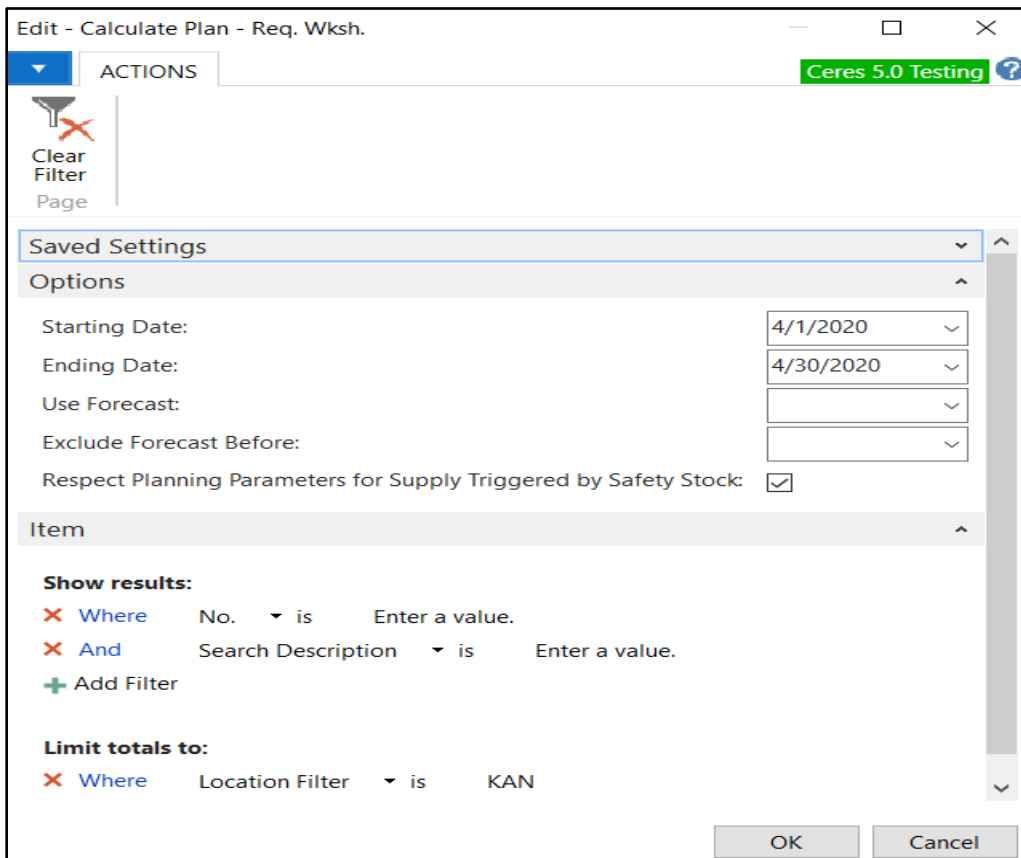 Edit - Calculate Plan - Req. Wksh.
ACTIONS
Ceres 5.0 Testing ?
Clear
Filter
Page
Saved Settings
Options
Starting Date: 4/1/2020
Ending Date: 4/30/2020
Use Forecast:
Exclude Forecast Before:
Respect Planning Parameters for Supply Triggered by Safety Stock:
Item
Show results:
Where No. is Enter a value.
And Search Description is Enter a value.
Add Filter
Limit totals to:
Where Location Filter is KAN
OK Cancel